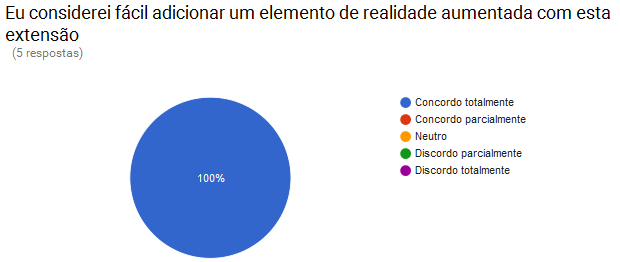 Eu considerei fácil adicionar um elemento de realidade aumentada com esta
extensão
(5 respostas)
100%
Concordo totalmente
Concordo parcialmente
Neutro
Discordo parcialmente
Discordo totalmente